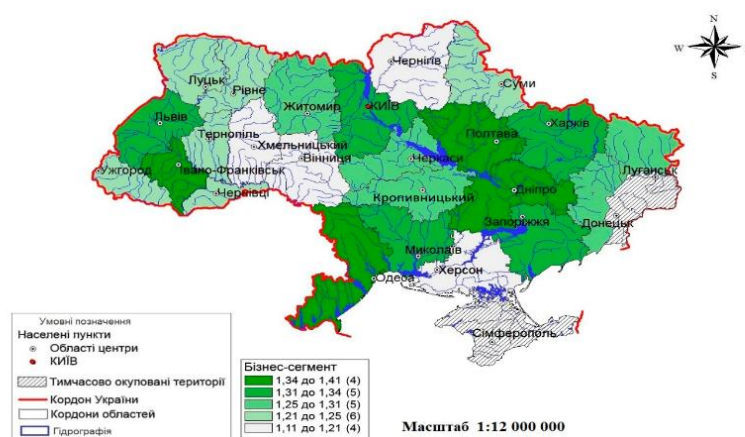 N
W
E
S
Чернігів
Луцьк
Рівне
Суми
Житомир
КИЇВ
Львів
Харків
Полтава
Тернопіль
Хмельницький
Вінниця
Черкаси
Ужгород
Івано-Франківськ
Луганськ
Чернівці
Кропивницький
Дніпро
Запоріжжя
Донецьк
Миколаїв
Херсон
Одеса
Сімферополь
Умовні позначення
Населені пункти
Області центри
КИЇВ
Тимчасово окуповані території
Кордон України
Кордони областей
Гідрографія
Бізнес-сегмент
1,34 до 1,41 (4)
1,31 до 1,34 (5)
1,25 до 1,31 (5)
1,21 до 1,25 (6)
1,11 до 1,21 (4)
Масштаб 1:12 000 000